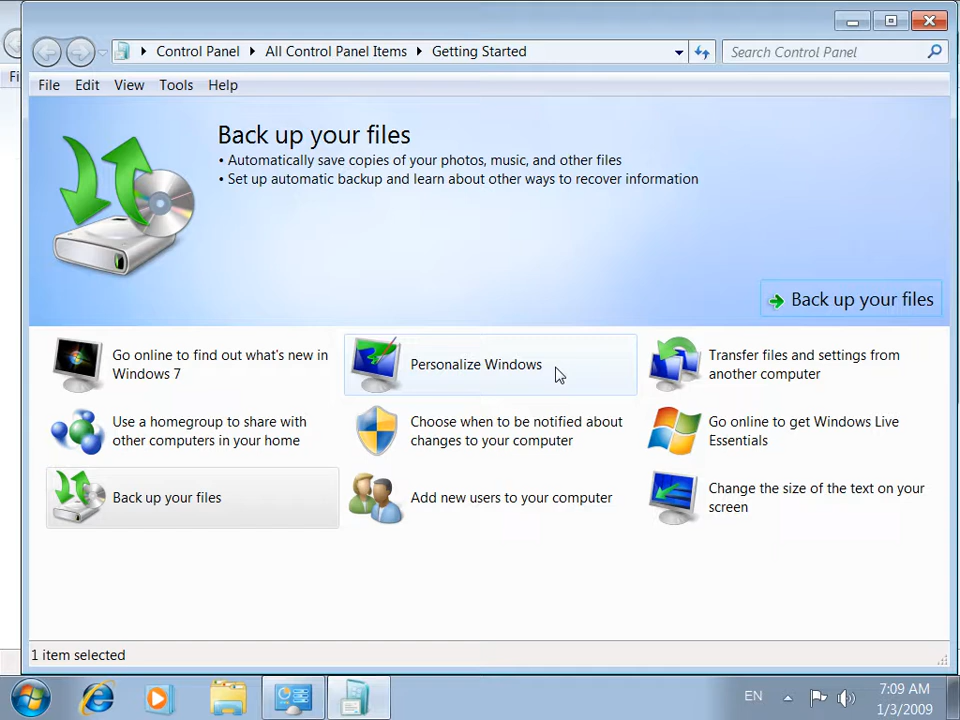 Control Panel All Control Panel Items Getting Started Search Control Panel
Fi
File Edit View Tools Help
Back up your files
• Automatically save copies of your photos, music, and other files
• Set up automatic backup and learn about other ways to recover information
Back up your files
Go online to find out what's new in
Windows 7
Personalize Windows
Transfer files and settings from
another computer
Use a homegroup to share with
other computers in your home
Choose when to be notified about
changes to your computer
Go online to get Windows Live
Essentials
Back up your files
Add new users to your computer
Change the size of the text on your
screen
1 item selected
EN
7:09 AM
1/3/2009